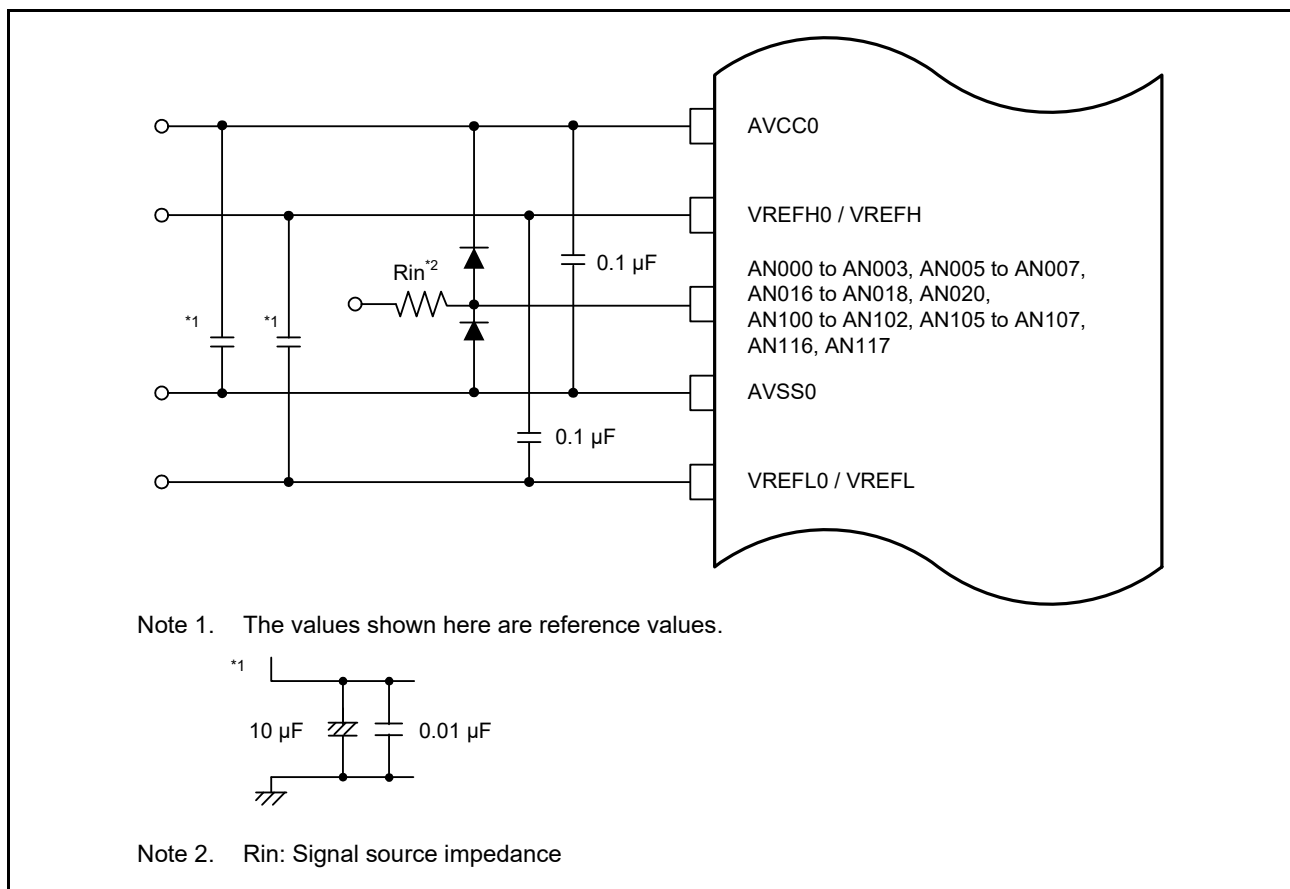 AVCC0
VREFH0 / VREFH
AN000 to AN003, AN005 to AN007,
AN016 to AN018, AN020,
AN100 to AN102, AN105 to AN107,
AN116, AN117
0.1 µF
Rin*2
*1
*1
AVSS0
0.1 µF
VREFL0 / VREFL
Note 1. The values shown here are reference values.
*1
10 µF
0.01 µF
Note 2. Rin: Signal source impedance